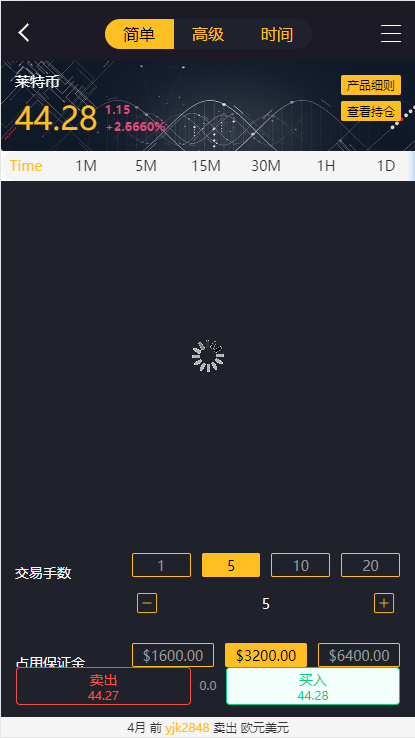 简单 高级 时间
莱特币
产品细则
44.28 1.15
+2.6660%
查看持仓
Time 1M 5M 15M 30M 1H 1D
交易手数 1 5 10 20
5
占用保证金 $1600.00 $3200.00 $6400.00
卖出 0.0 买入
44.27 44.28
4月 前 yjk2848 卖出 欧元美元